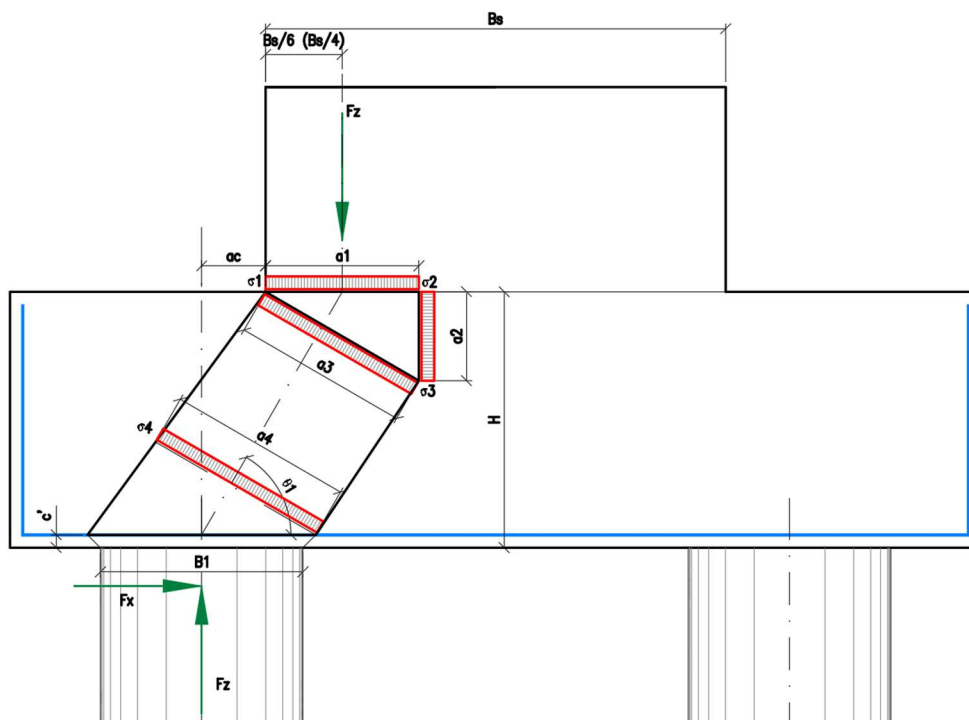 Bs
Bs/6 (Bs/4)
Fz
ac
a1
σ1
σ2
a2
a3
σ3
H
σ4
a4
θ1
c'
B1
Fx
Fz